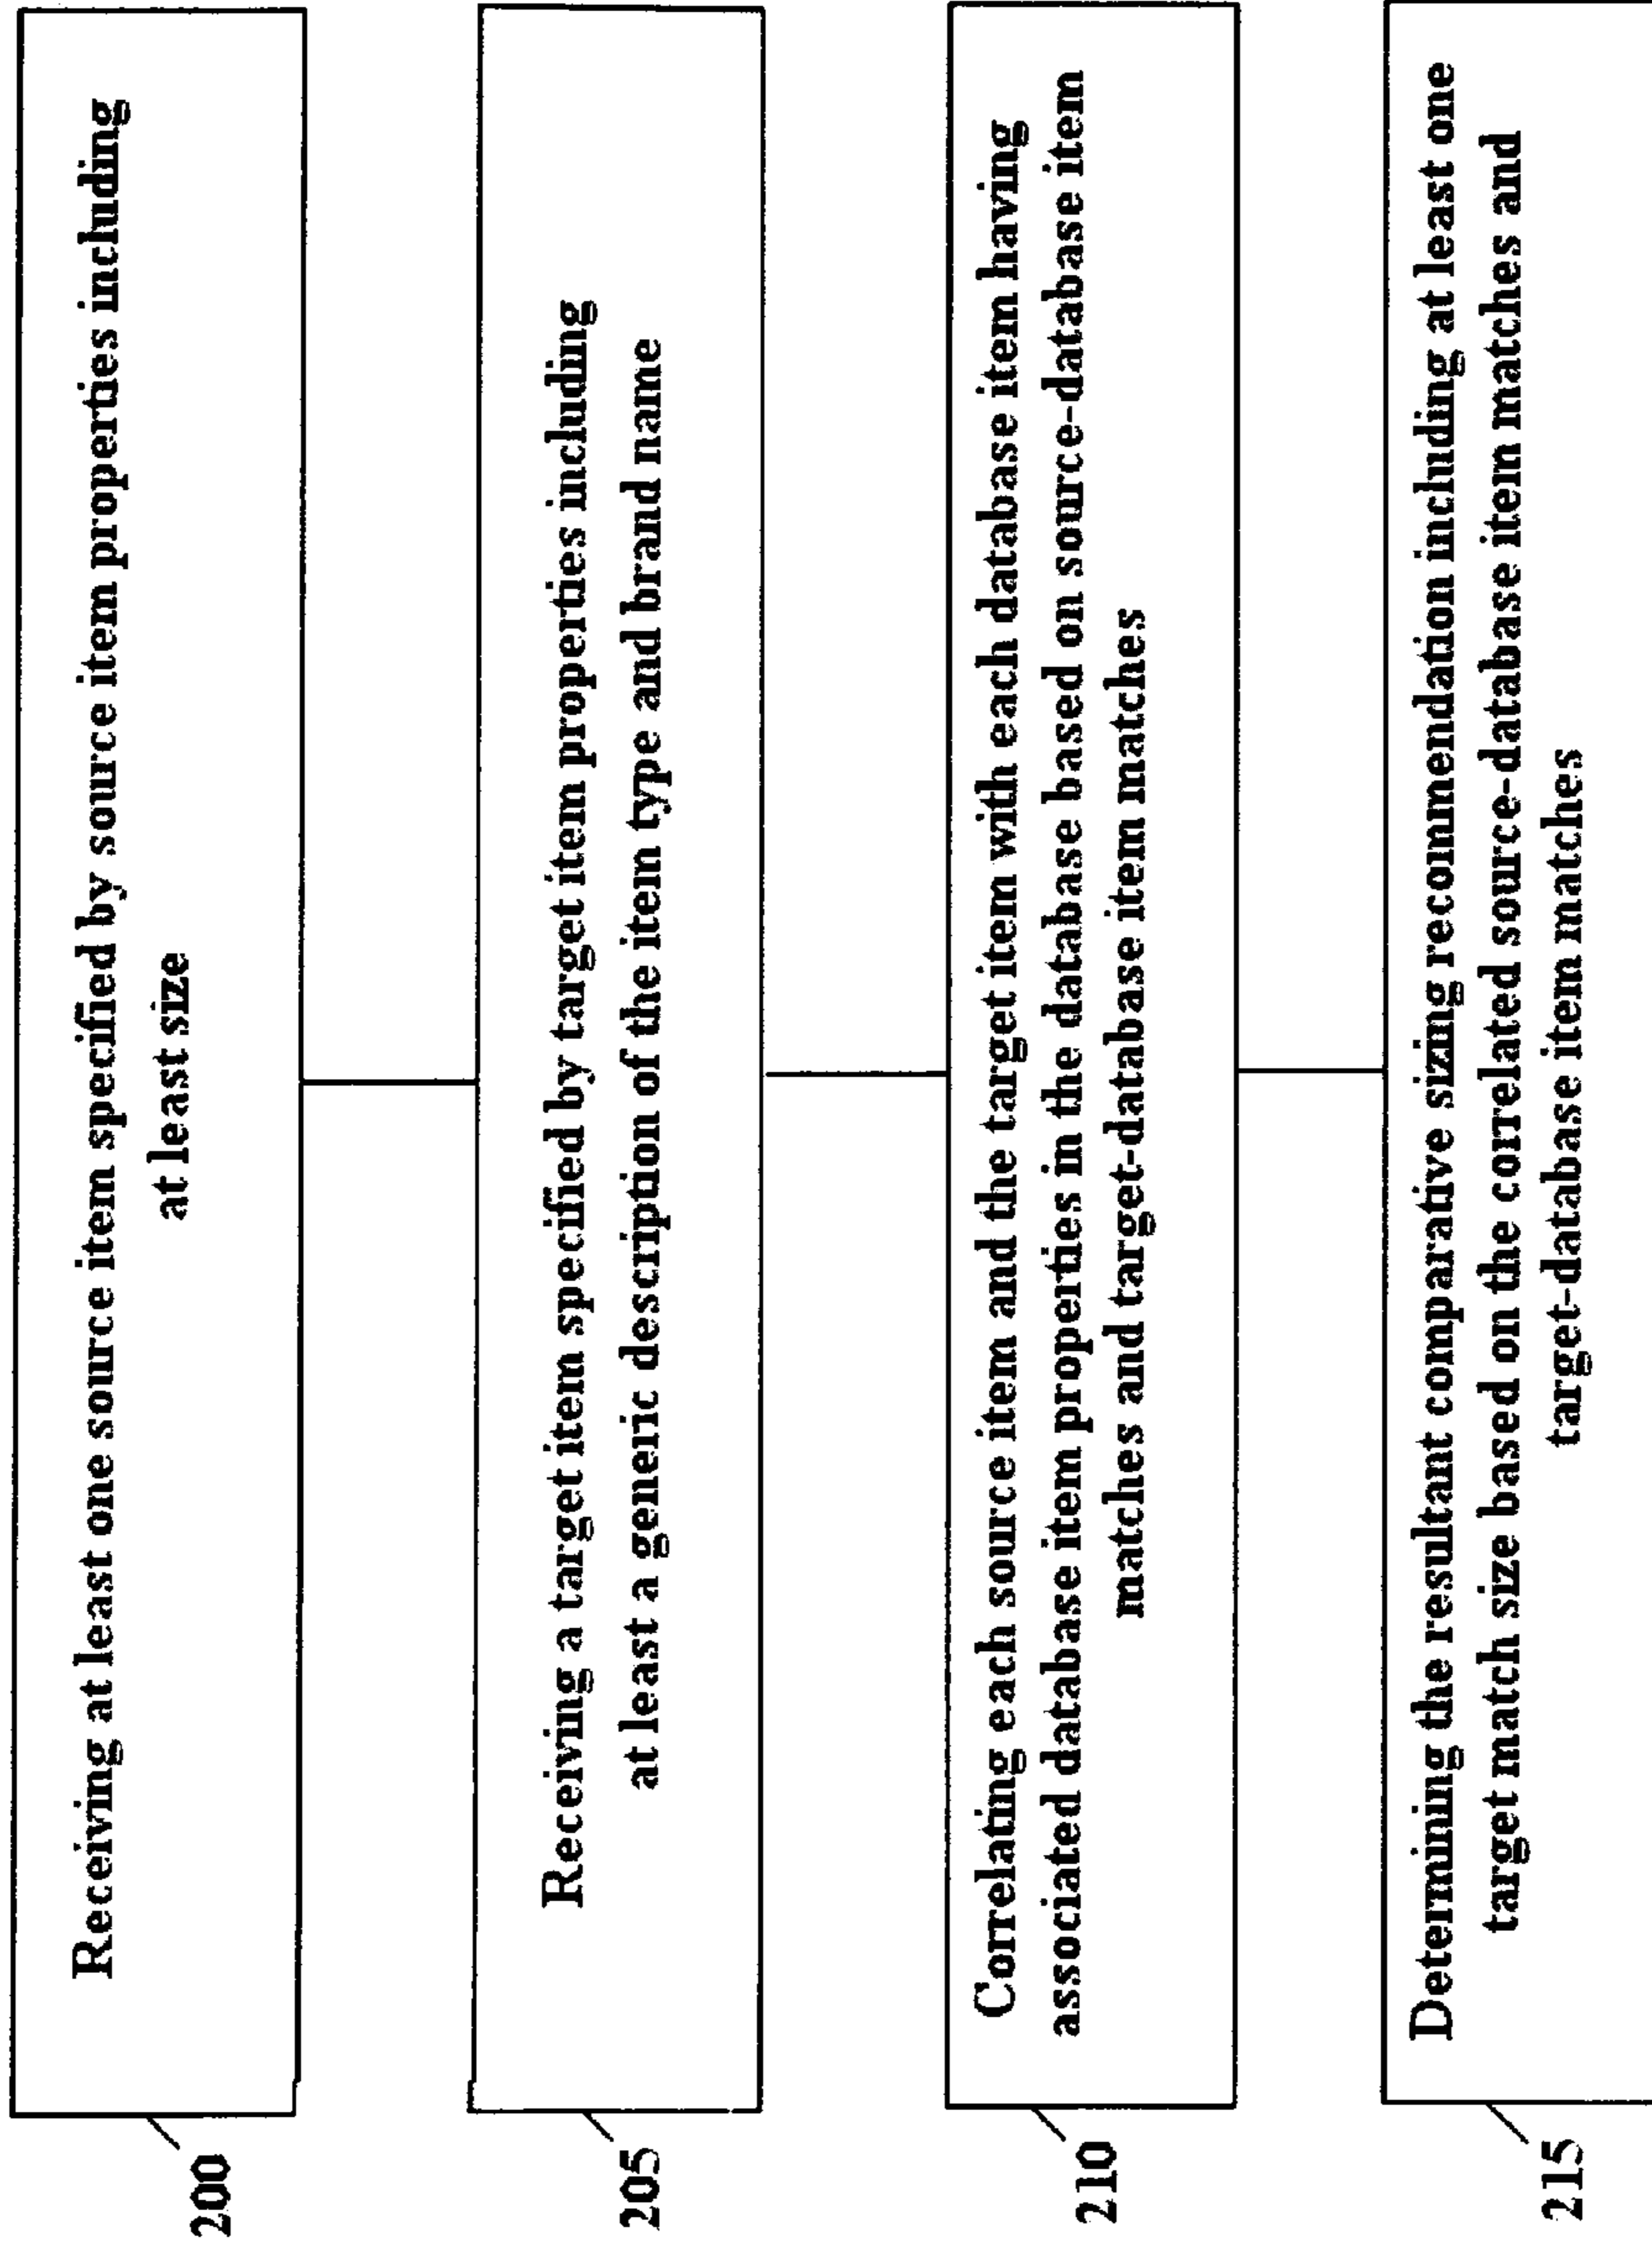 200
Receiving at least one source item specified by source item properties including
at least size
205
Receiving a target item specified by target item properties including
at least a generic description of the item type and brand name
210
Correlating each source item and the target item with each database item having
associated database item properties in the database based on source-database item
matches and target-database item matches
215
Determining the resultant comparative sizing recommendation including at least one
target match size based on the correlated source-database item matches and
target-database item matches